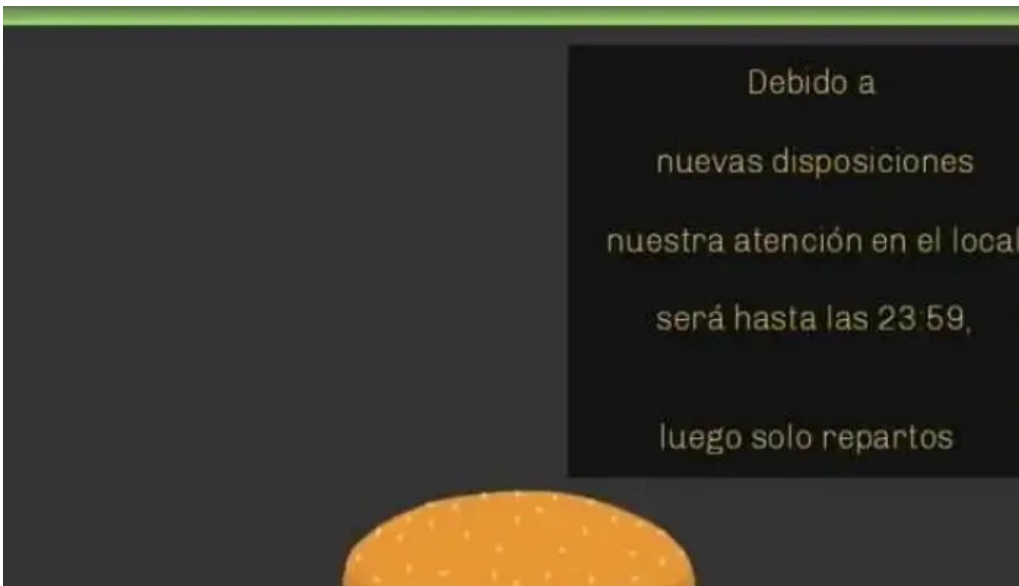 Debido a
nuevas disposiciones
nuestra atención en el local
será hasta las 23:59,
luego solo repartos